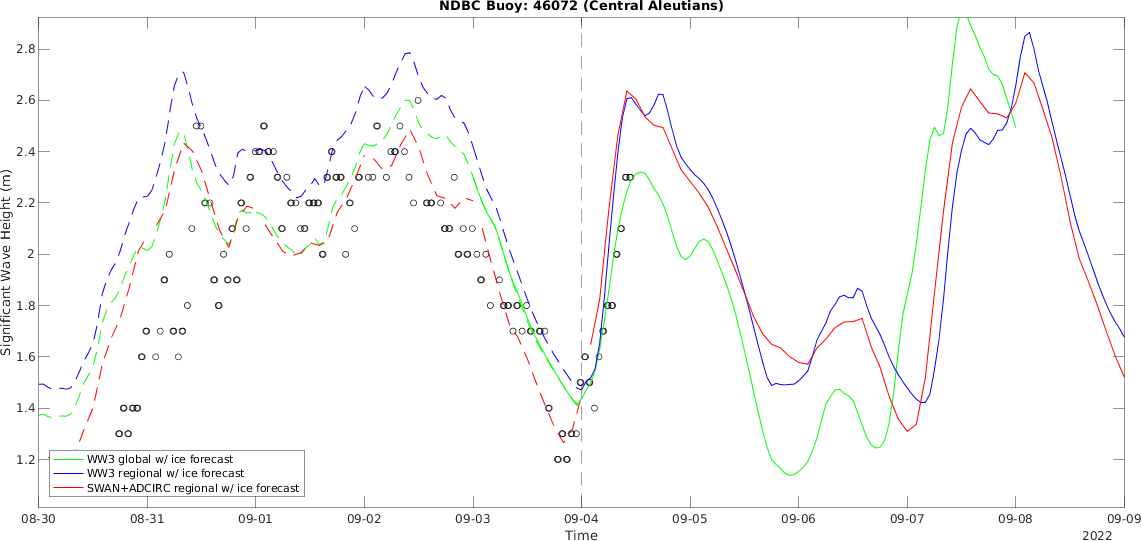 NDBC Buoy: 46072 (Central Aleutians)
2.8
2.6
2.4
2.2
2
1.8
1.6
1.4
1.2
Significant Wave Height (m)
WW3 global w/ ice forecast
WW3 regional w/ ice forecast
SWAN+ADCIRC regional w/ ice forecast
08-30 08-31 09-01 09-02 09-03 09-04 09-05 09-06 09-07 09-08 09-09
Time
2022